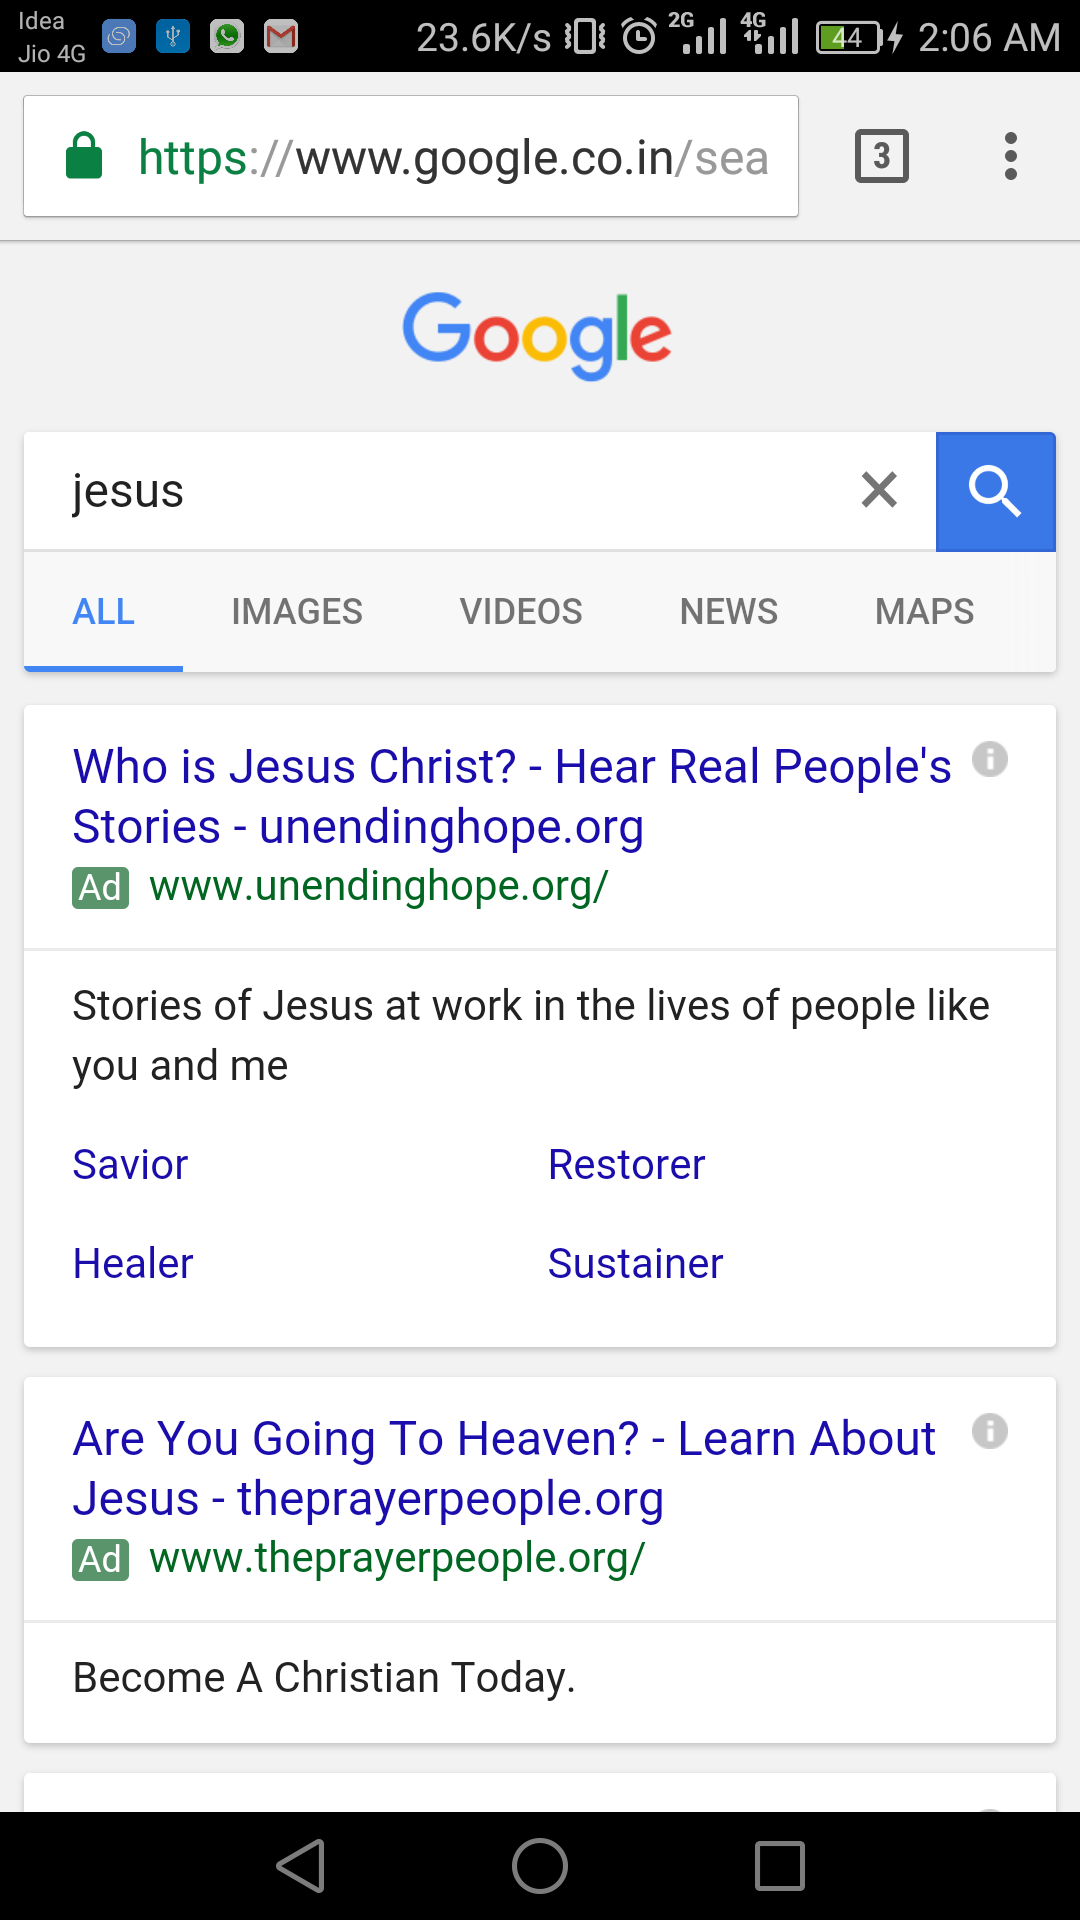 Idea
Jio 4G
23.6K/s 2G 4G 44 2:06 AM
https://www.google.co.in/sea
3
Google
jesus
ALL IMAGES VIDEOS NEWS MAPS
Who is Jesus Christ? - Hear Real People's
Stories - unendinghope.org
Ad www.unendinghope.org/
Stories of Jesus at work in the lives of people like
you and me
Savior Restorer
Healer Sustainer
Are You Going To Heaven? - Learn About
Jesus - theprayerpeople.org
Ad www.theprayerpeople.org/
Become A Christian Today.